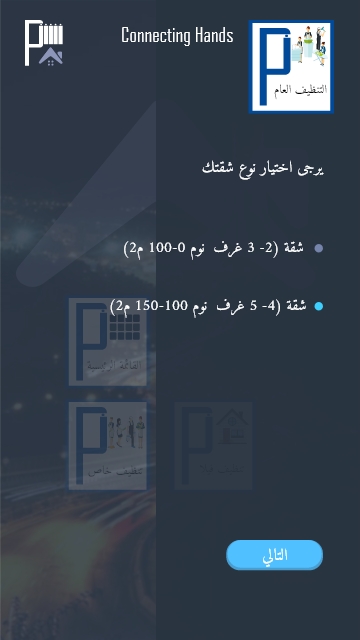 Connecting Hands
التنظيف العام
يرجى اختيار نوع شقتك
شقة (2- 3 غرف نوم 0-100 م2)
شقة (4- 5 غرف نوم 100-150 م2)
القائمة الرئيسية
تنظيف خاص
التالي